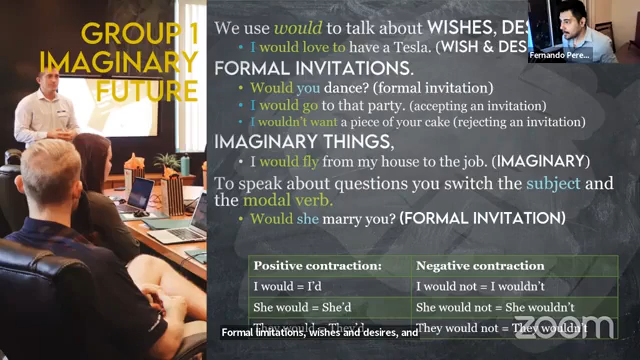 GROUP 1
IMAGINARY
FUTURE
We use would to talk about WISHES, DES
• I would love to have a Tesla. (WISH & DES
FORMAL INVITATIONS.
• Would you dance? (formal invitation)
• I would go to that party. (accepting an invitation)
• I wouldn't want a piece of your cake (rejecting an invitation)
IMAGINARY THINGS,
• I would fly from my house to the job. (IMAGINARY)
To speak about questions you switch the subject and
the modal verb.
• Would she marry you? (FORMAL INVITATION)
Positive contraction: Negative contraction
I would = I'd I would not = I wouldn't
She would = She'd She would not = She wouldn't
They would = They'd They would not = They wouldn't
Fernando Pere...
Formal limitations, wishes and desires, and
zoom